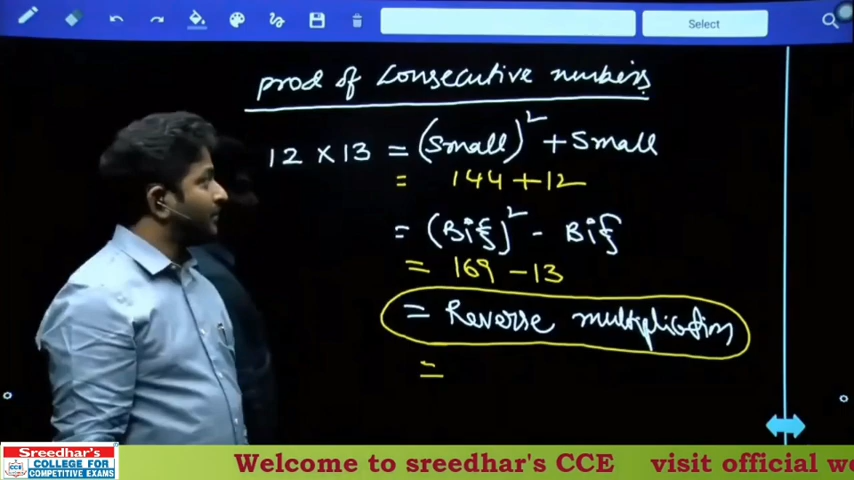 Select
prod of Consecutive numbers
12 × 13 = (Small)² + Small
= 144 + 12
= (Big)² - Big
= 169 - 13
= Reverse multiplication
=
Sreedhar's
CCE
COLLEGE FOR
COMPETITIVE EXAMS
Welcome to sreedhar's CCE visit official we